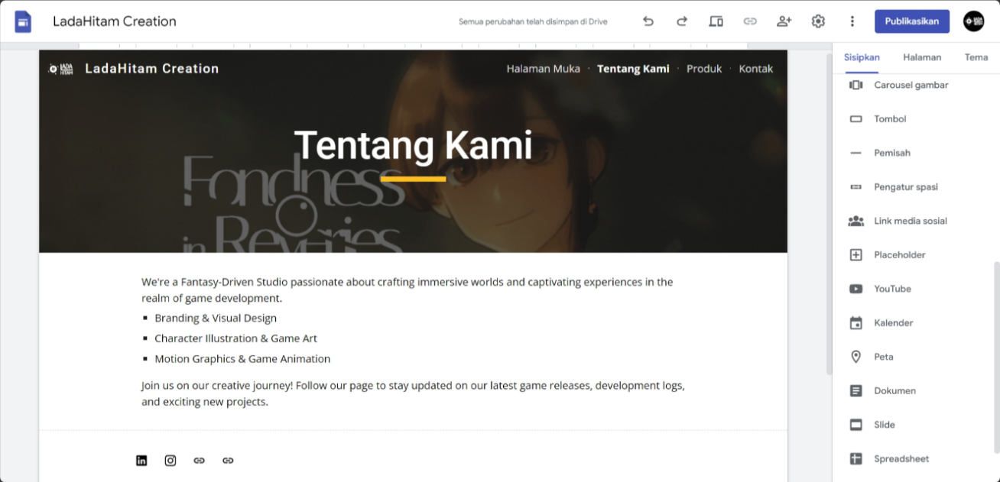 LadaHitam Creation
Semua perubahan telah disimpan di Drive
Publikasikan
LADA
HITAM
LadaHitam Creation
Halaman Muka · Tentang Kami · Produk · Kontak
Tentang Kami
Fondness
in Reveries
We're a Fantasy-Driven Studio passionate about crafting immersive worlds and captivating experiences in the
realm of game development.
▪ Branding & Visual Design
▪ Character Illustration & Game Art
▪ Motion Graphics & Game Animation
Join us on our creative journey! Follow our page to stay updated on our latest game releases, development logs,
and exciting new projects.
in
Sisipkan
Halaman
Tema
Carousel gambar
Tombol
Pemisah
Pengatur spasi
Link media sosial
Placeholder
YouTube
Kalender
Peta
Dokumen
Slide
Spreadsheet